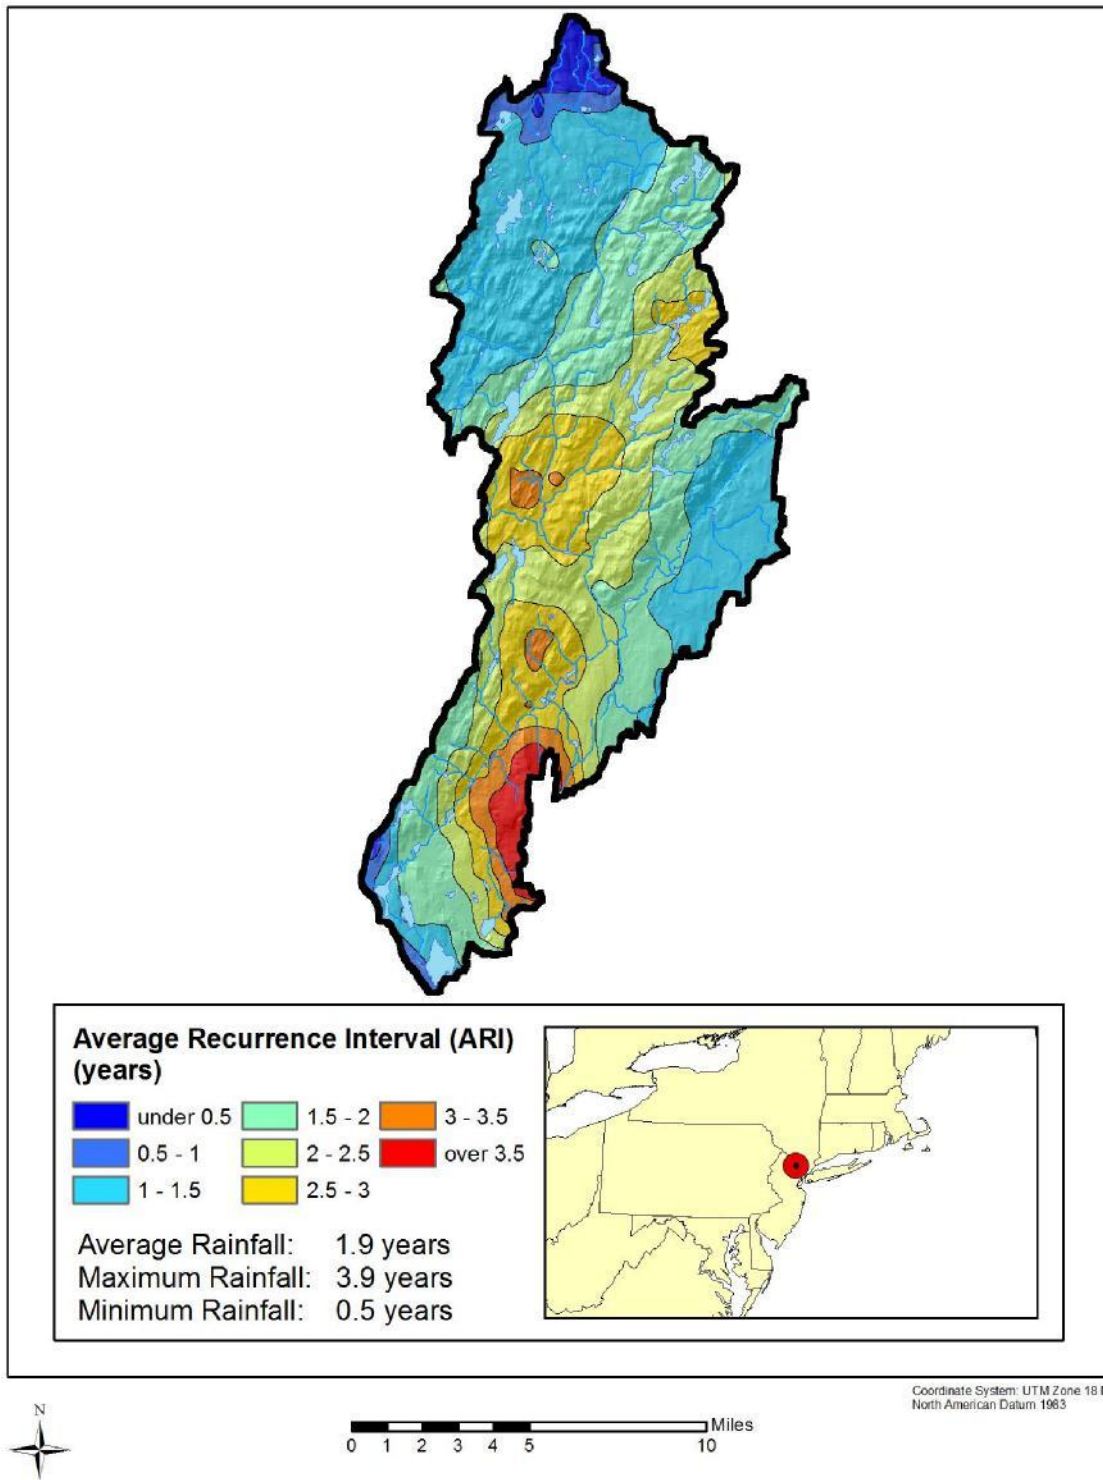 Average Recurrence Interval (ARI)
(years)
under 0.5
0.5 - 1
1 - 1.5
1.5 - 2
2 - 2.5
2.5 - 3
3 - 3.5
over 3.5
Average Rainfall: 1.9 years
Maximum Rainfall: 3.9 years
Minimum Rainfall: 0.5 years
Coordinate System: UTM Zone 18
North American Datum 1983
N
Miles
0 1 2 3 4 5 10